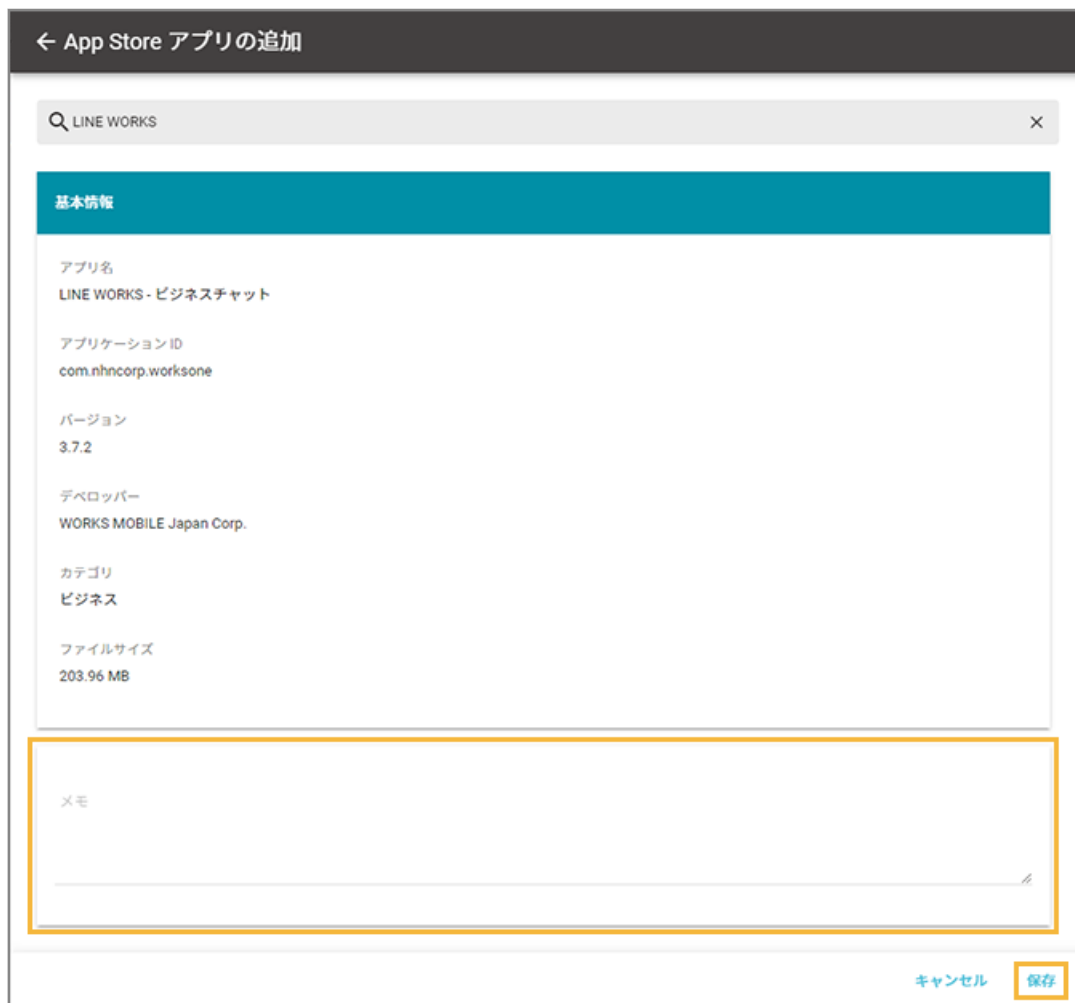 ← App Store アプリの追加
LINE WORKS ×
基本情報
アプリ名
LINE WORKS - ビジネスチャット
アプリケーション ID
com.nhncorp.worksone
バージョン
3.7.2
デベロッパー
WORKS MOBILE Japan Corp.
カテゴリ
ビジネス
ファイルサイズ
203.96 MB
メモ
キャンセル 保存